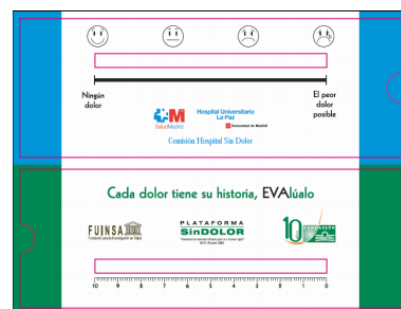 Ningún
dolor
El peor
dolor
posible
M
SaludMadrid
Hospital Universitario
La Paz
Comunidad de Madrid
Comisión Hospital Sin Dolor
Cada dolor tiene su historia, EVAlúalo
FUINSA
PLATAFORMA
SinDOLOR
10
10 9 8 7 6 5 4 3 2 1 0